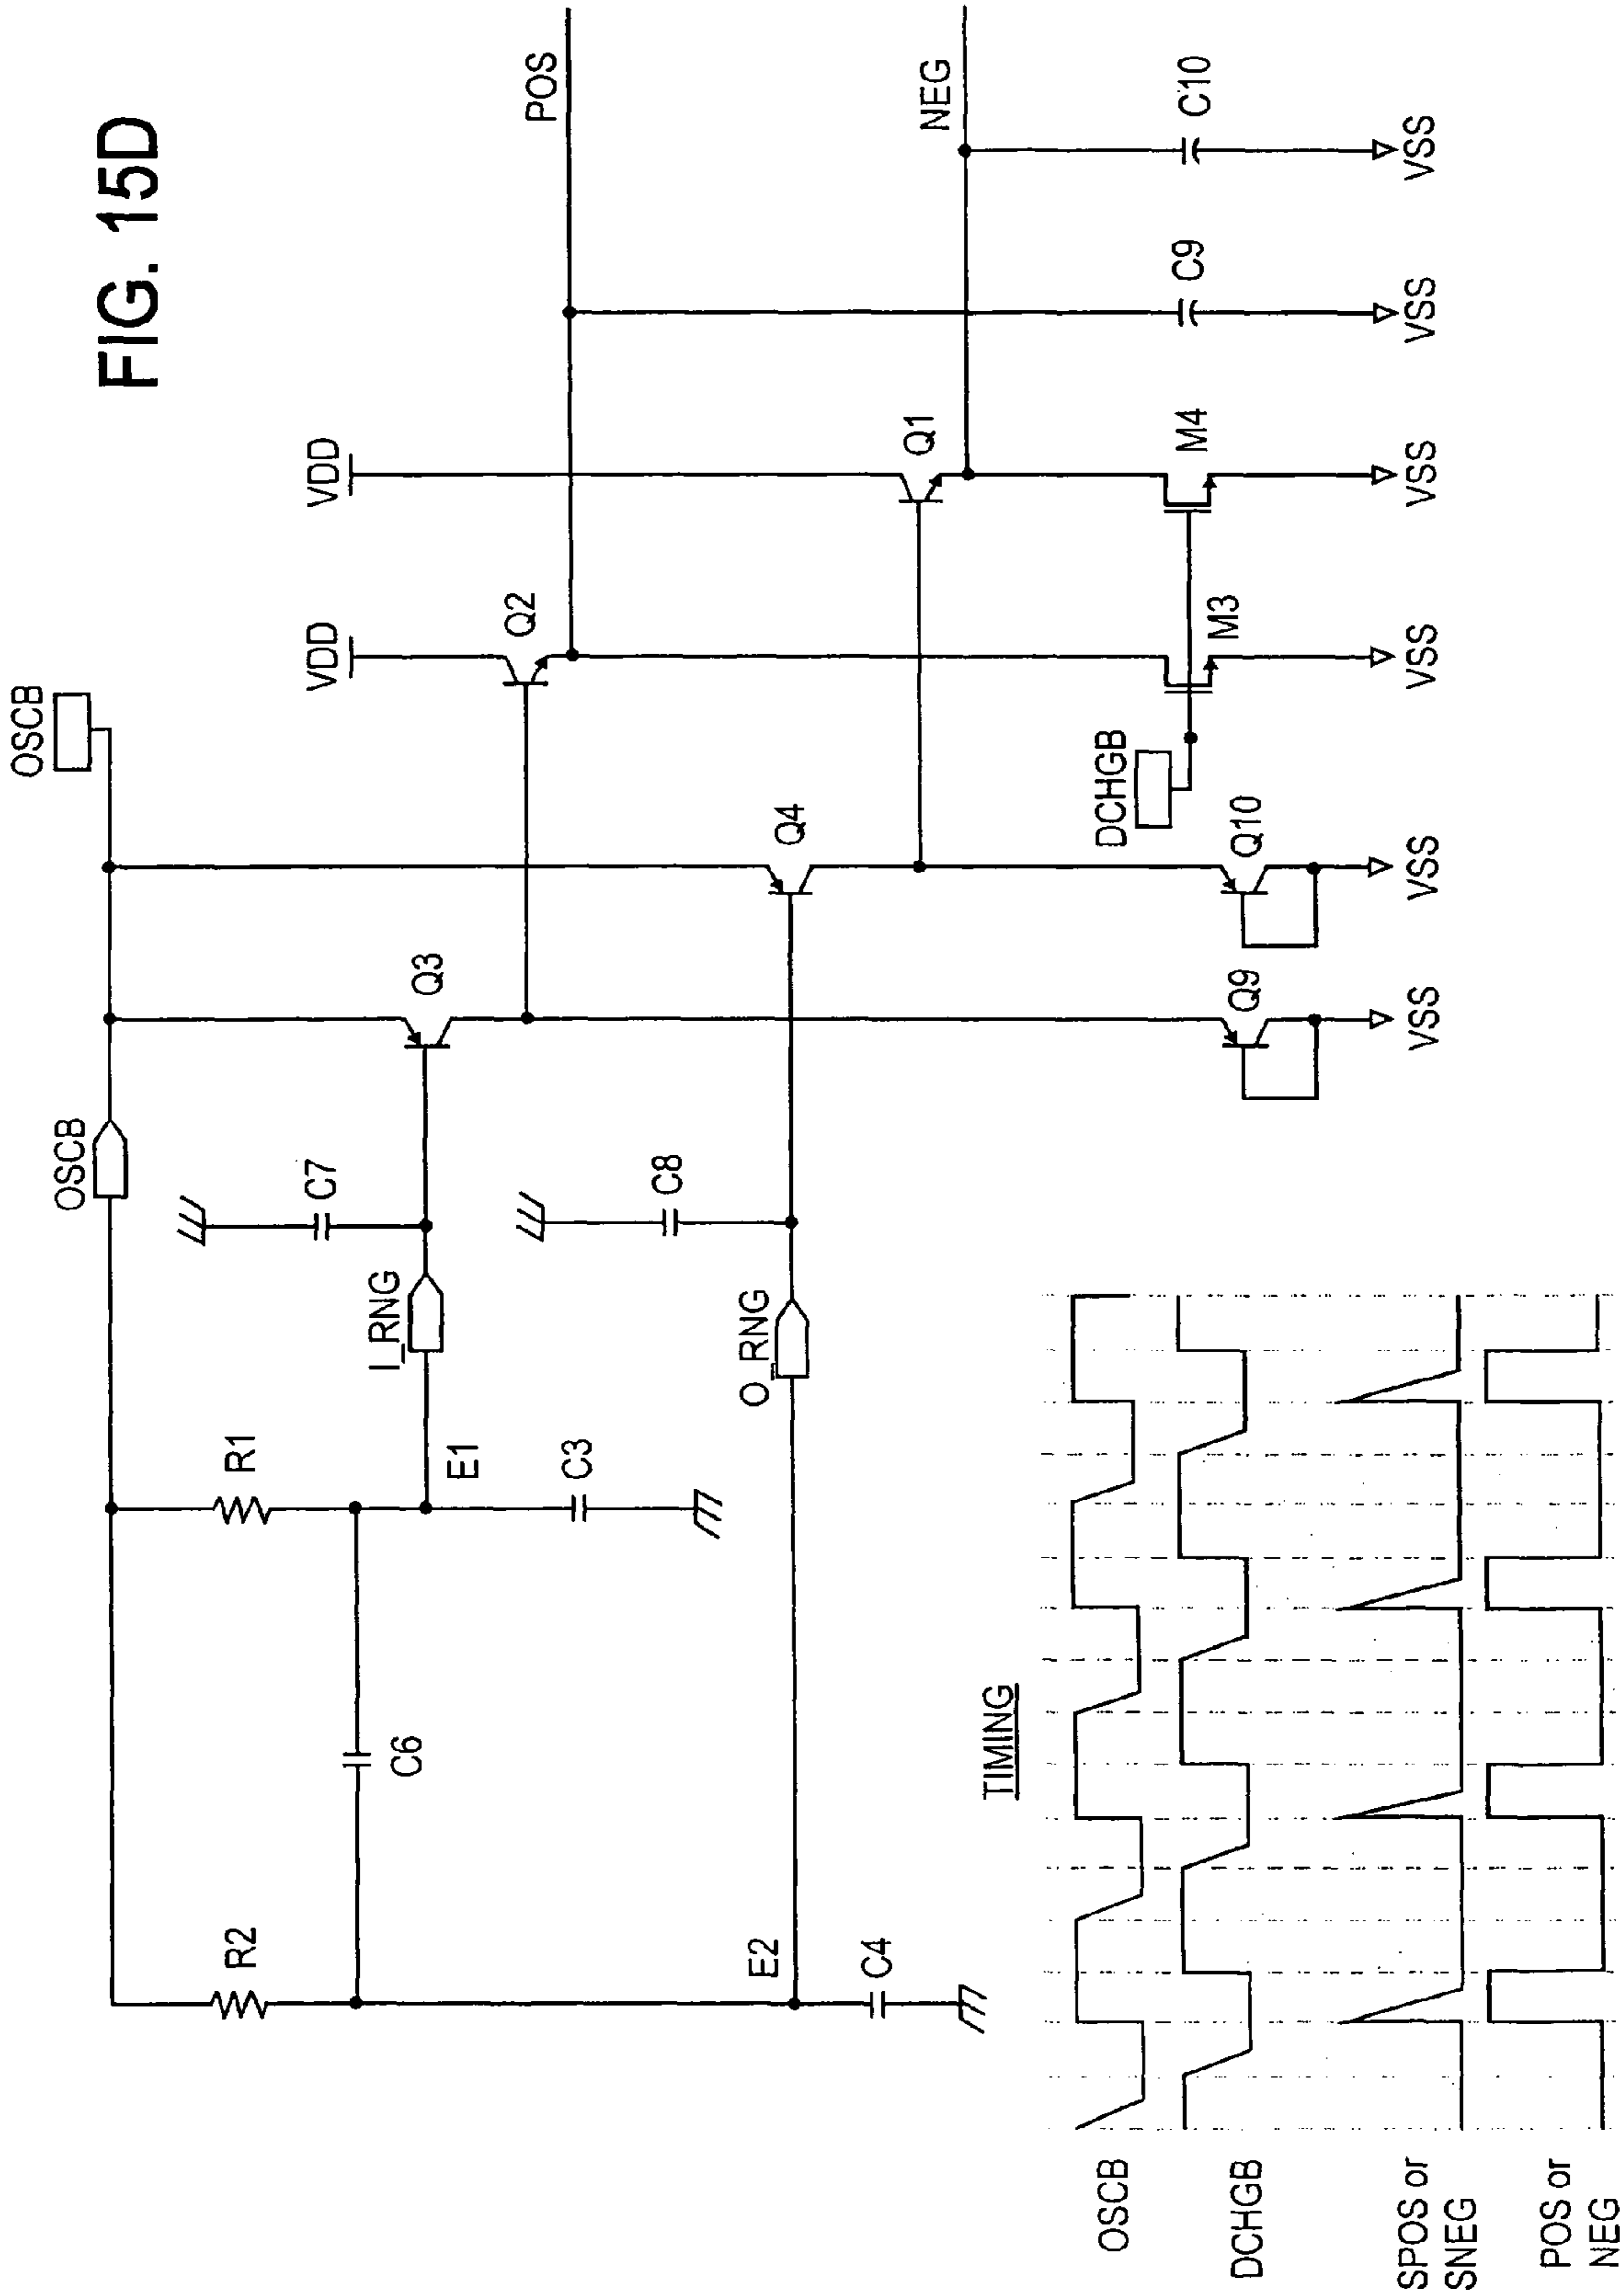 FIG. 15D
OSCB
OSCB
VDD
VDD
POS
R2
R1
C7
Q3
Q2
I_RNG
E1
C6
C3
C8
Q4
Q1
NEG
O_RNG
E2
C4
DCHGB
M3
M4
C9
C10
Q9
Q10
VSS
VSS
VSS
VSS
VSS
VSS
TIMING
OSCB
DCHGB
SPOS or
SNEG
POS or
NEG